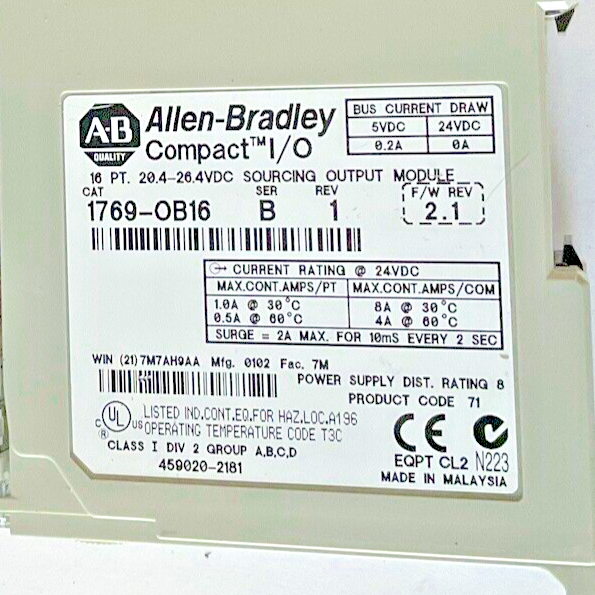 A-B
QUALITY
Allen-Bradley
Compact™ I/O
BUS CURRENT DRAW
5VDC 24VDC
0.2A 0A
16 PT. 20.4-26.4VDC SOURCING OUTPUT MODULE
CAT SER REV F/W REV
1769-OB16 B 1 2.1
CURRENT RATING @ 24VDC
MAX.CONT.AMPS/PT MAX.CONT.AMPS/COM
1.0A @ 30°C 8A @ 30°C
0.5A @ 60°C 4A @ 60°C
SURGE = 2A MAX. FOR 10mS EVERY 2 SEC
WIN (21) 7M7AH9AA Mfg. 0102 Fac. 7M
POWER SUPPLY DIST. RATING 8
PRODUCT CODE 71
C UL US LISTED IND.CONT.EQ.FOR HAZ.LOC.A196
OPERATING TEMPERATURE CODE T3C
CLASS I DIV 2 GROUP A,B,C,D
459020-2181
CE
EQPT CL2 N223
MADE IN MALAYSIA